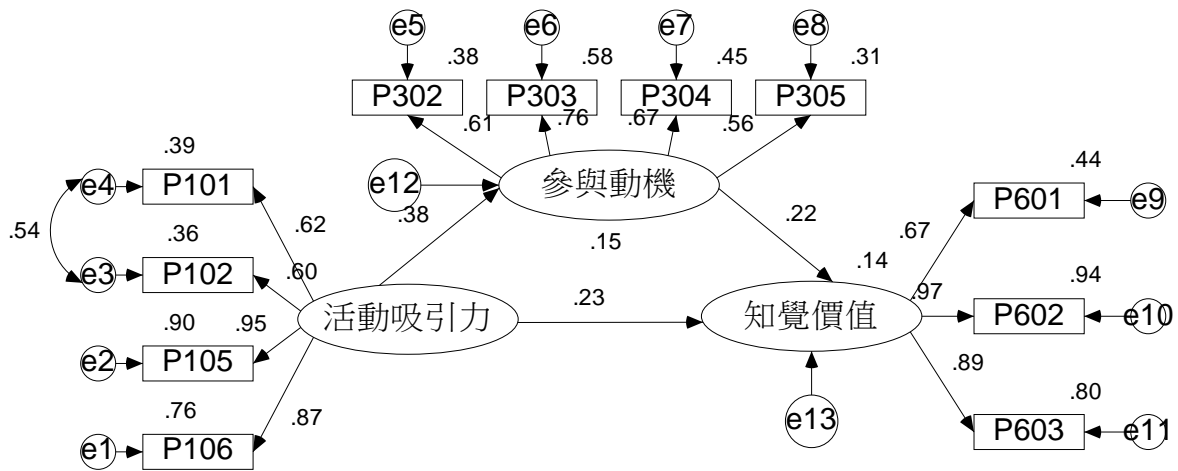 e5 e6 e7 e8
.38 .58 .45 .31
P302 P303 P304 P305
.61 .76 .67 .56
.39
e4 P101
e12 參與動機
.44
P601 e9
.54
.62
.38
.15
.22
.67
.36
e3 P102
.60
.14
.94
.97
.23
活動吸引力
知覺價值
P602 e10
.90 .95
e2 P105
.89
.76
.87
.80
e1 P106
e13
P603 e11